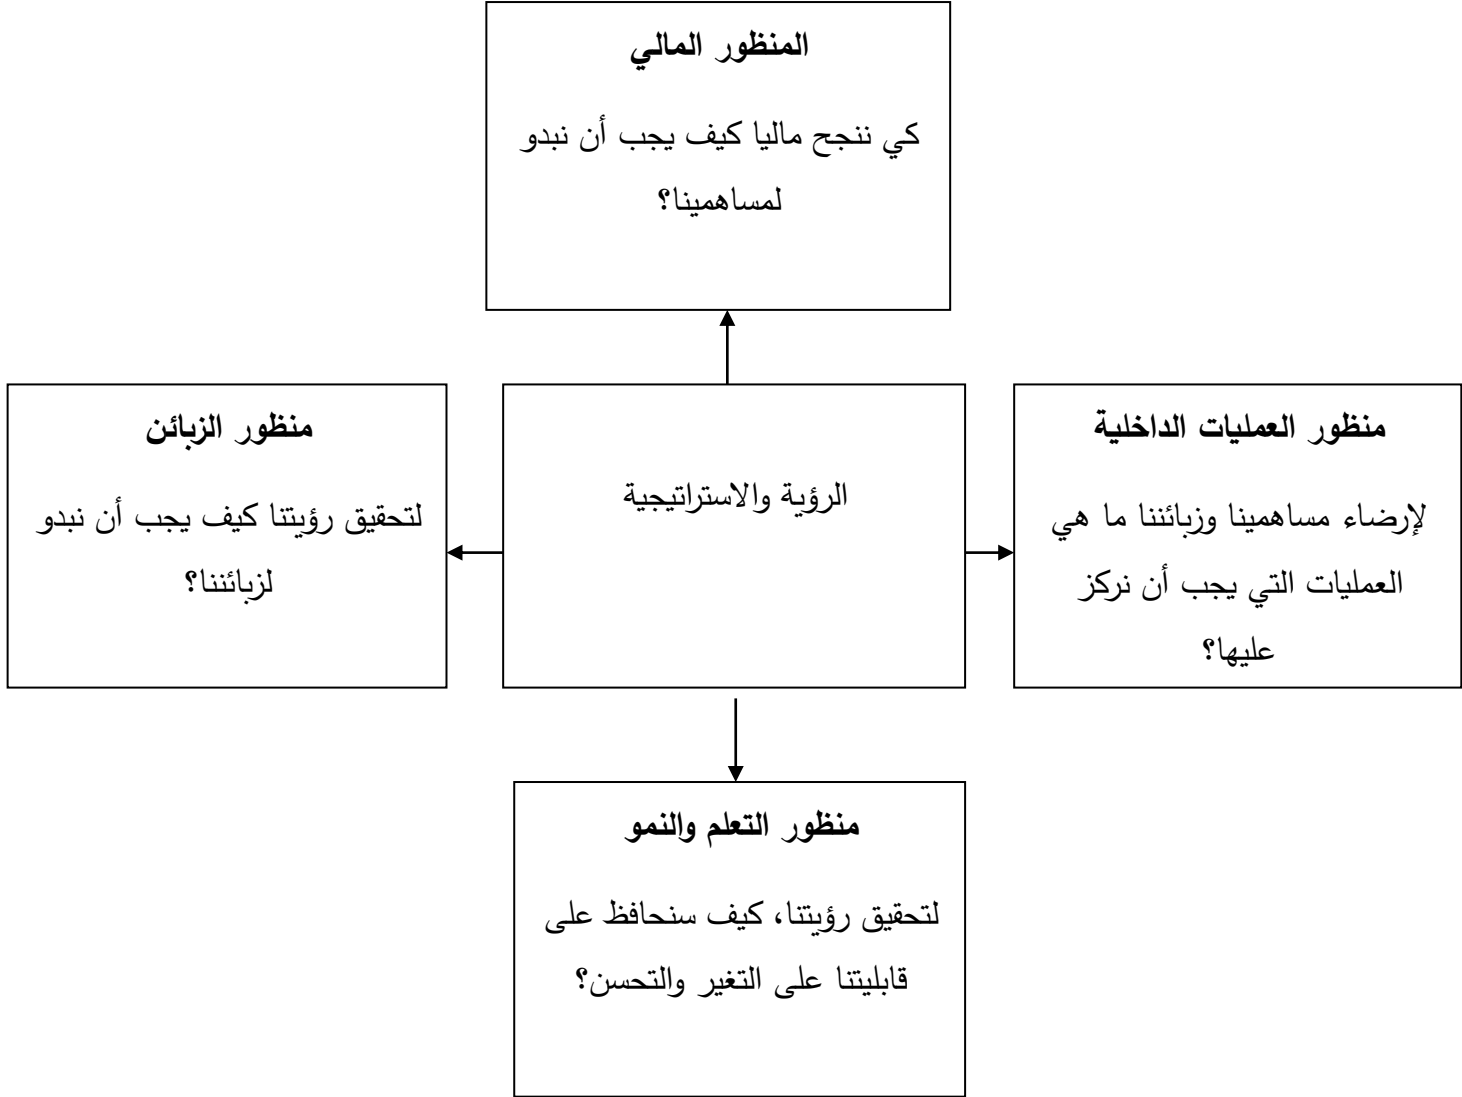 المنظور المالي
كي ننجح ماليا كيف يجب أن نبدو
لمساهمينا؟
منظور العمليات الداخلية
لإرضاء مساهمينا وزبائننا ما هي
العمليات التي يجب أن نركز
عليها؟
الرؤية والاستراتيجية
منظور الزبائن
لتحقيق رؤيتنا كيف يجب أن نبدو
لزبائننا؟
منظور التعلم والنمو
لتحقيق رؤيتنا، كيف سنحافظ على
قابليتنا على التغير والتحسن؟